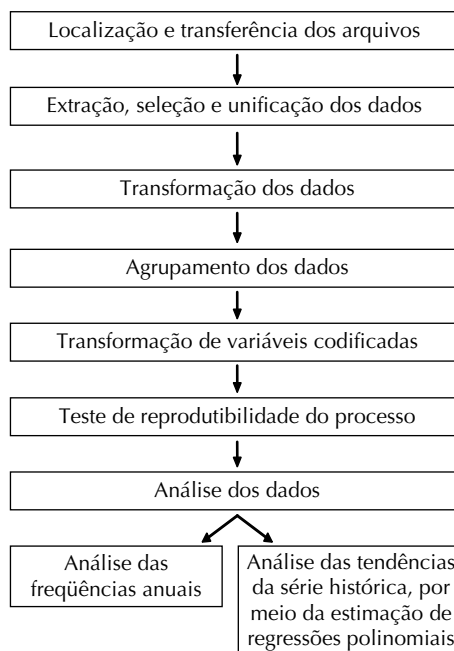 Localização e transferência dos arquivos
Extração, seleção e unificação dos dados
Transformação dos dados
Agrupamento dos dados
Transformação de variáveis codificadas
Teste de reprodutibilidade do processo
Análise dos dados
Análise das
freqüências anuais
Análise das tendências
da série histórica, por
meio da estimação de
regressões polinomiais